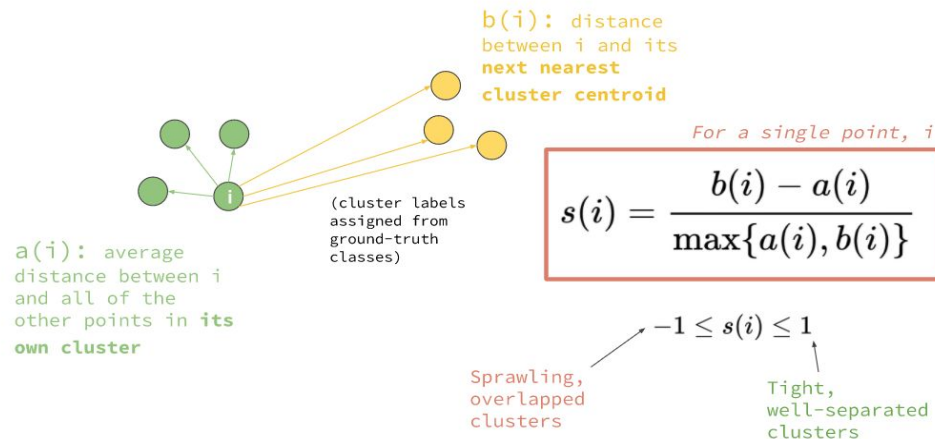 b(i): distance
between i and its
next nearest
cluster centroid
i
(cluster labels
assigned from
ground-truth
classes)
a(i): average
distance between i
and all of the
other points in its
own cluster
For a single point, i
s(i) = \frac{b(i) - a(i)}{\max\{a(i), b(i)\}}
−1 ≤ s(i) ≤ 1
Sprawling,
overlapped
clusters
Tight,
well-separated
clusters